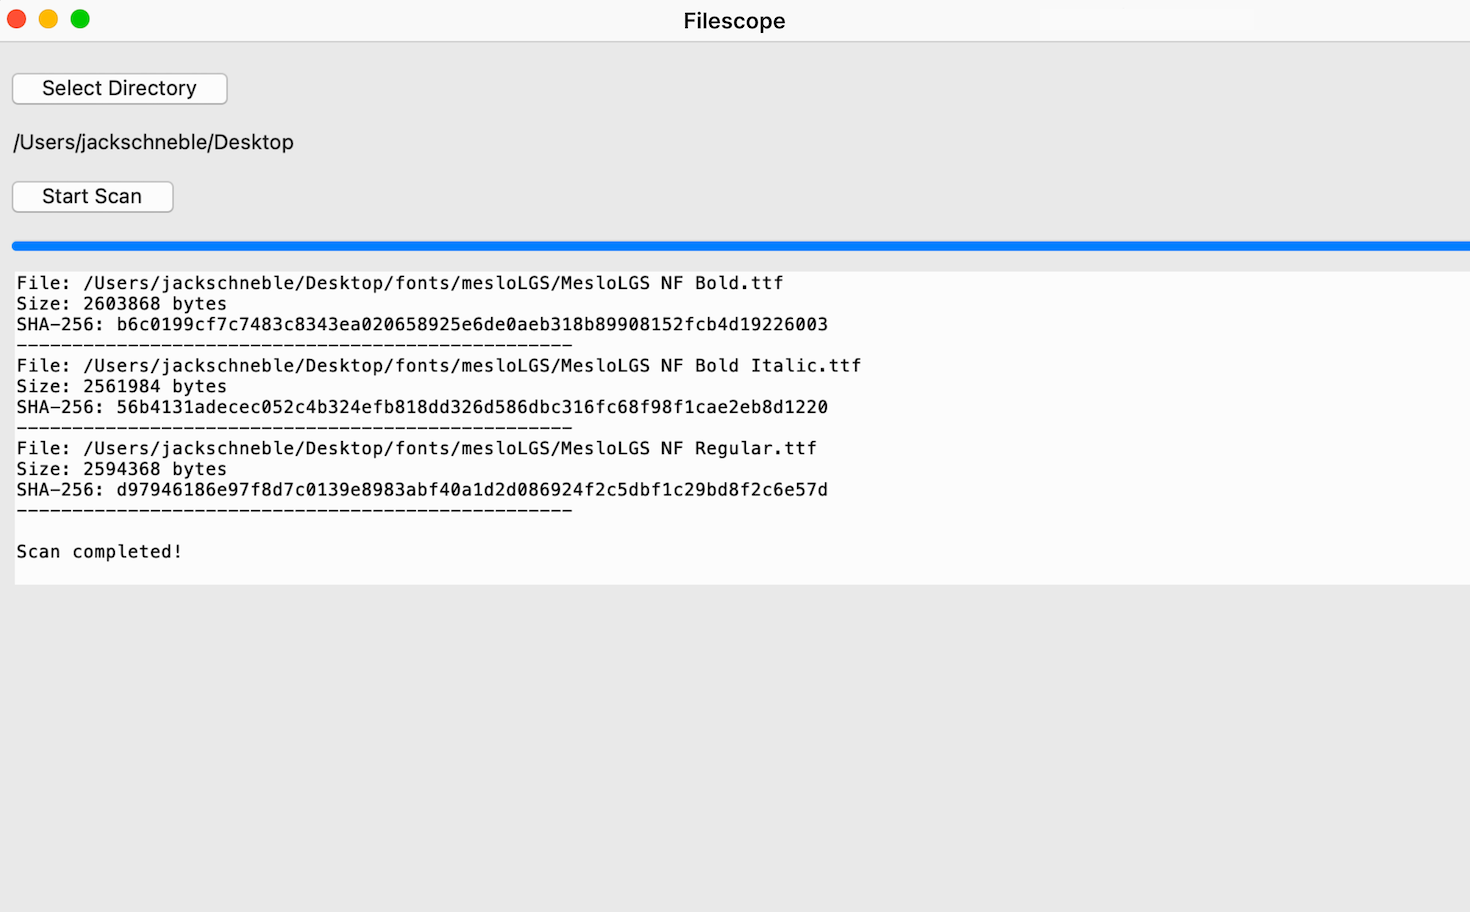 Filescope
Select Directory
/Users/jackschneble/Desktop
Start Scan
File: /Users/jackschneble/Desktop/fonts/mesloLGS/MesloLGS NF Bold.ttf
Size: 2603868 bytes
SHA-256: b6c0199cf7c7483c8343ea020658925e6de0aeb318b89908152fcb4d19226003
--------------------------------------------------
File: /Users/jackschneble/Desktop/fonts/mesloLGS/MesloLGS NF Bold Italic.ttf
Size: 2561984 bytes
SHA-256: 56b4131adecec052c4b324efb818dd326d586dbc316fc68f98f1cae2eb8d1220
--------------------------------------------------
File: /Users/jackschneble/Desktop/fonts/mesloLGS/MesloLGS NF Regular.ttf
Size: 2594368 bytes
SHA-256: d97946186e97f8d7c0139e8983abf40a1d2d086924f2c5dbf1c29bd8f2c6e57d
--------------------------------------------------
Scan completed!